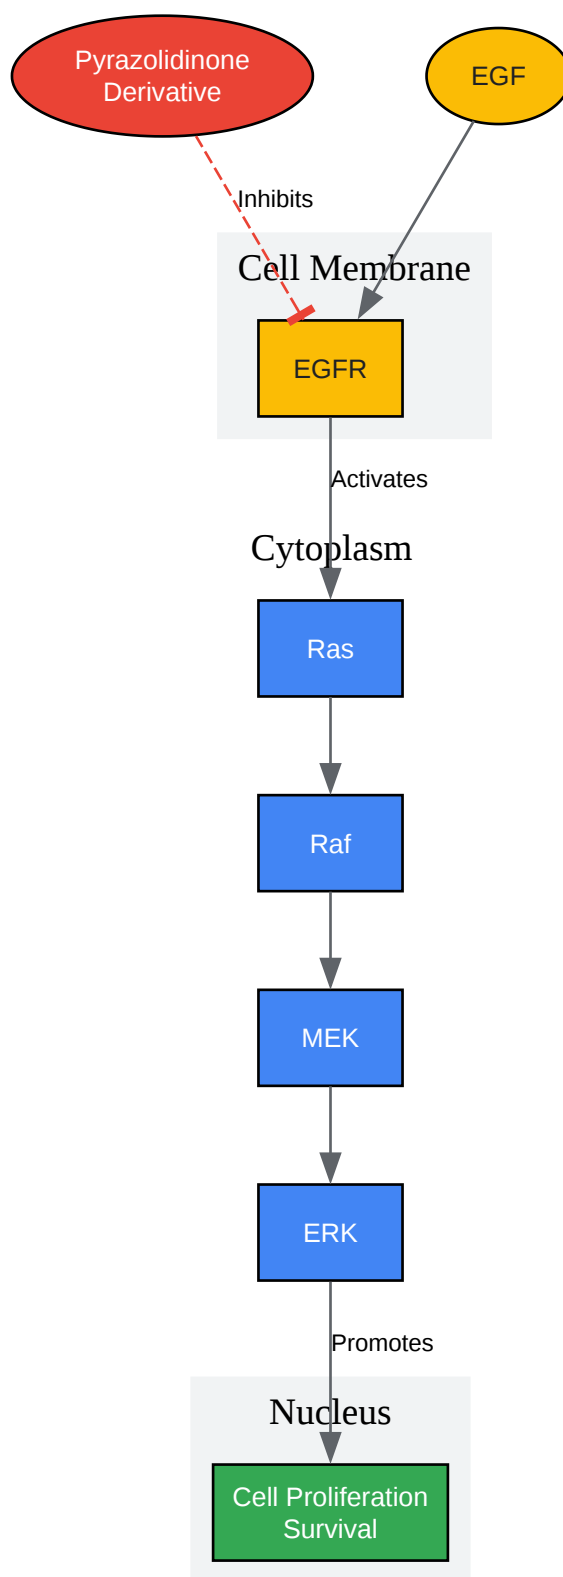 Pyrazolidinone
Derivative
EGF
Inhibits
Cell Membrane
EGFR
Activates
Cytoplasm
Ras
Raf
MEK
ERK
Promotes
Nucleus
Cell Proliferation
Survival